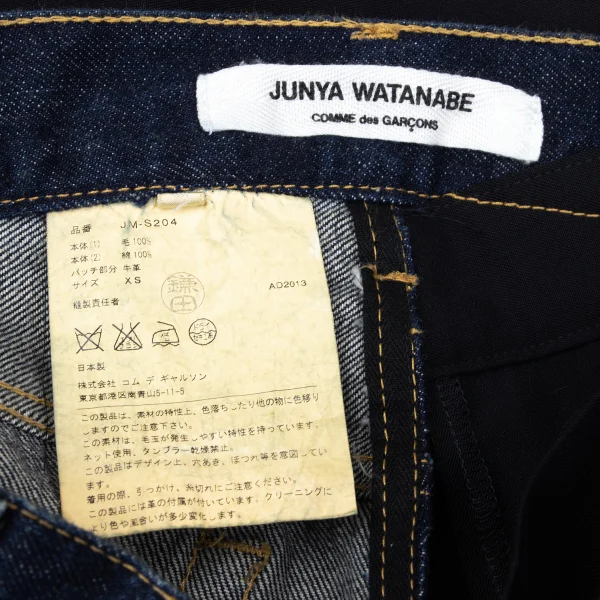 JUNYA WATANABE
COMME des GARÇONS
品番 JM-S204
本体(1) 毛100%
本体(2) 綿100%
パッチ部分 牛革
サイズ XS
縫製責任者
鎌田
AD2013
日本製
株式会社 コム デ ギャルソン
東京都港区南青山5-11-5
この製品は、素材の特性上、色落ちしたり他の物に色移り
しますのでご注意下さい。
この素材は、毛玉が発生しやすい特性を持っています。
ネット使用、タンブラー乾燥禁止。
この製品はデザイン上、穴あき、ほつれ等を意図してい
ます。
着用の際、引っかけ、糸切れにご注意ください。
この製品には革の付属が付いています。クリーニングに
より色や風合いが多少変化します。